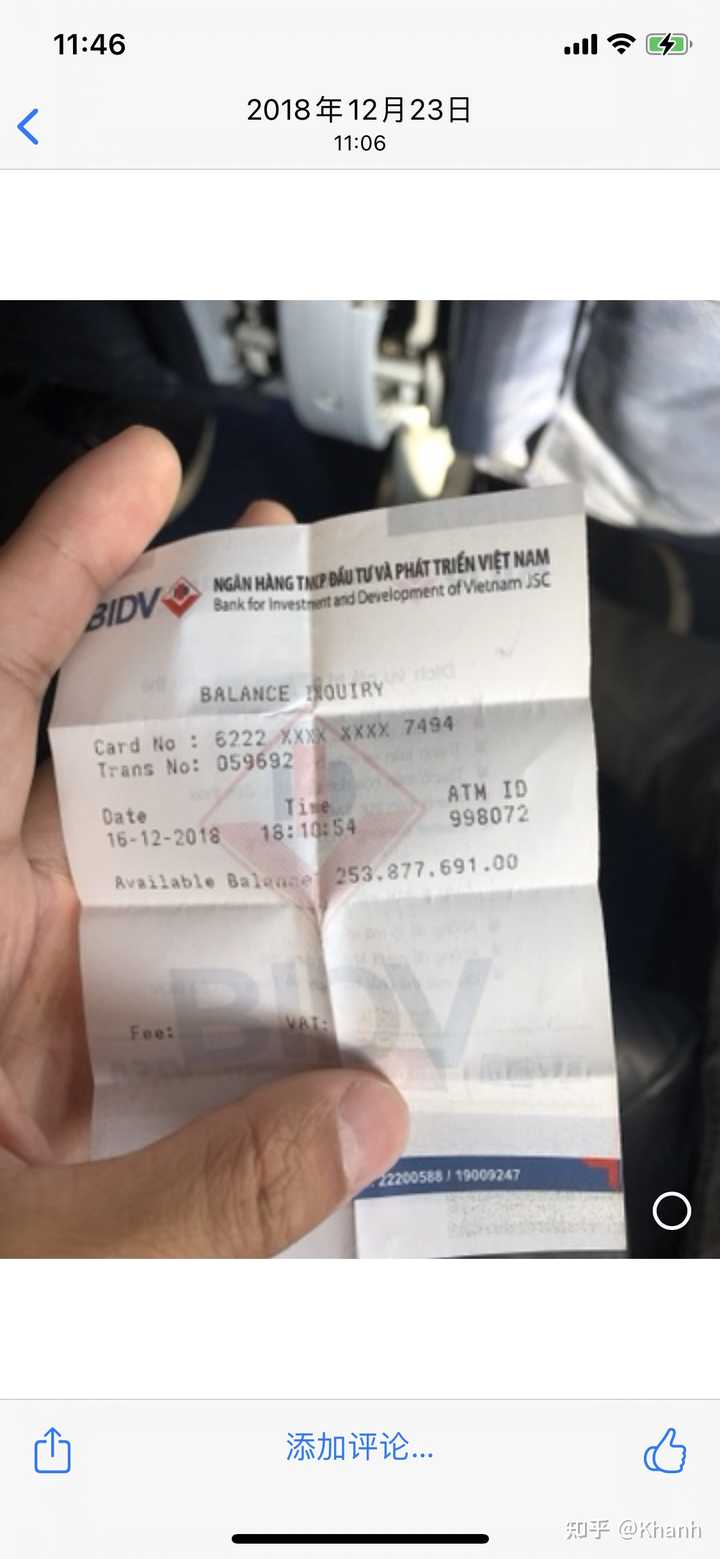 11:46
2018年12月23日
11:06
BIDV
NGÂN HÀNG TMCP ĐẦU TƯ VÀ PHÁT TRIỂN VIỆT NAM
Bank for Investment and Development of Vietnam JSC
BALANCE INQUIRY
Card No : 6222 XXXX XXXX 7494
Trans No: 059692
Date Time ATM ID
16-12-2018 18:10:54 998072
Available Balance 253.877.691.00
BIDV
Fee: VAT:
22200588 / 19009247
添加评论...
知乎 @Khanh